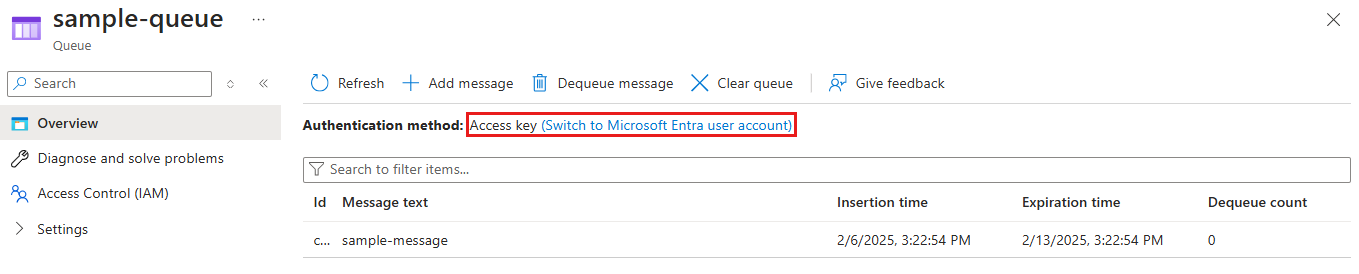 sample-queue ...
Queue
Search
Refresh Add message Dequeue message Clear queue Give feedback
Overview
Authentication method: Access key (Switch to Microsoft Entra user account)
Diagnose and solve problems
Search to filter items...
Access Control (IAM)
Id Message text Insertion time Expiration time Dequeue count
Settings
c... sample-message 2/6/2025, 3:22:54 PM 2/13/2025, 3:22:54 PM 0